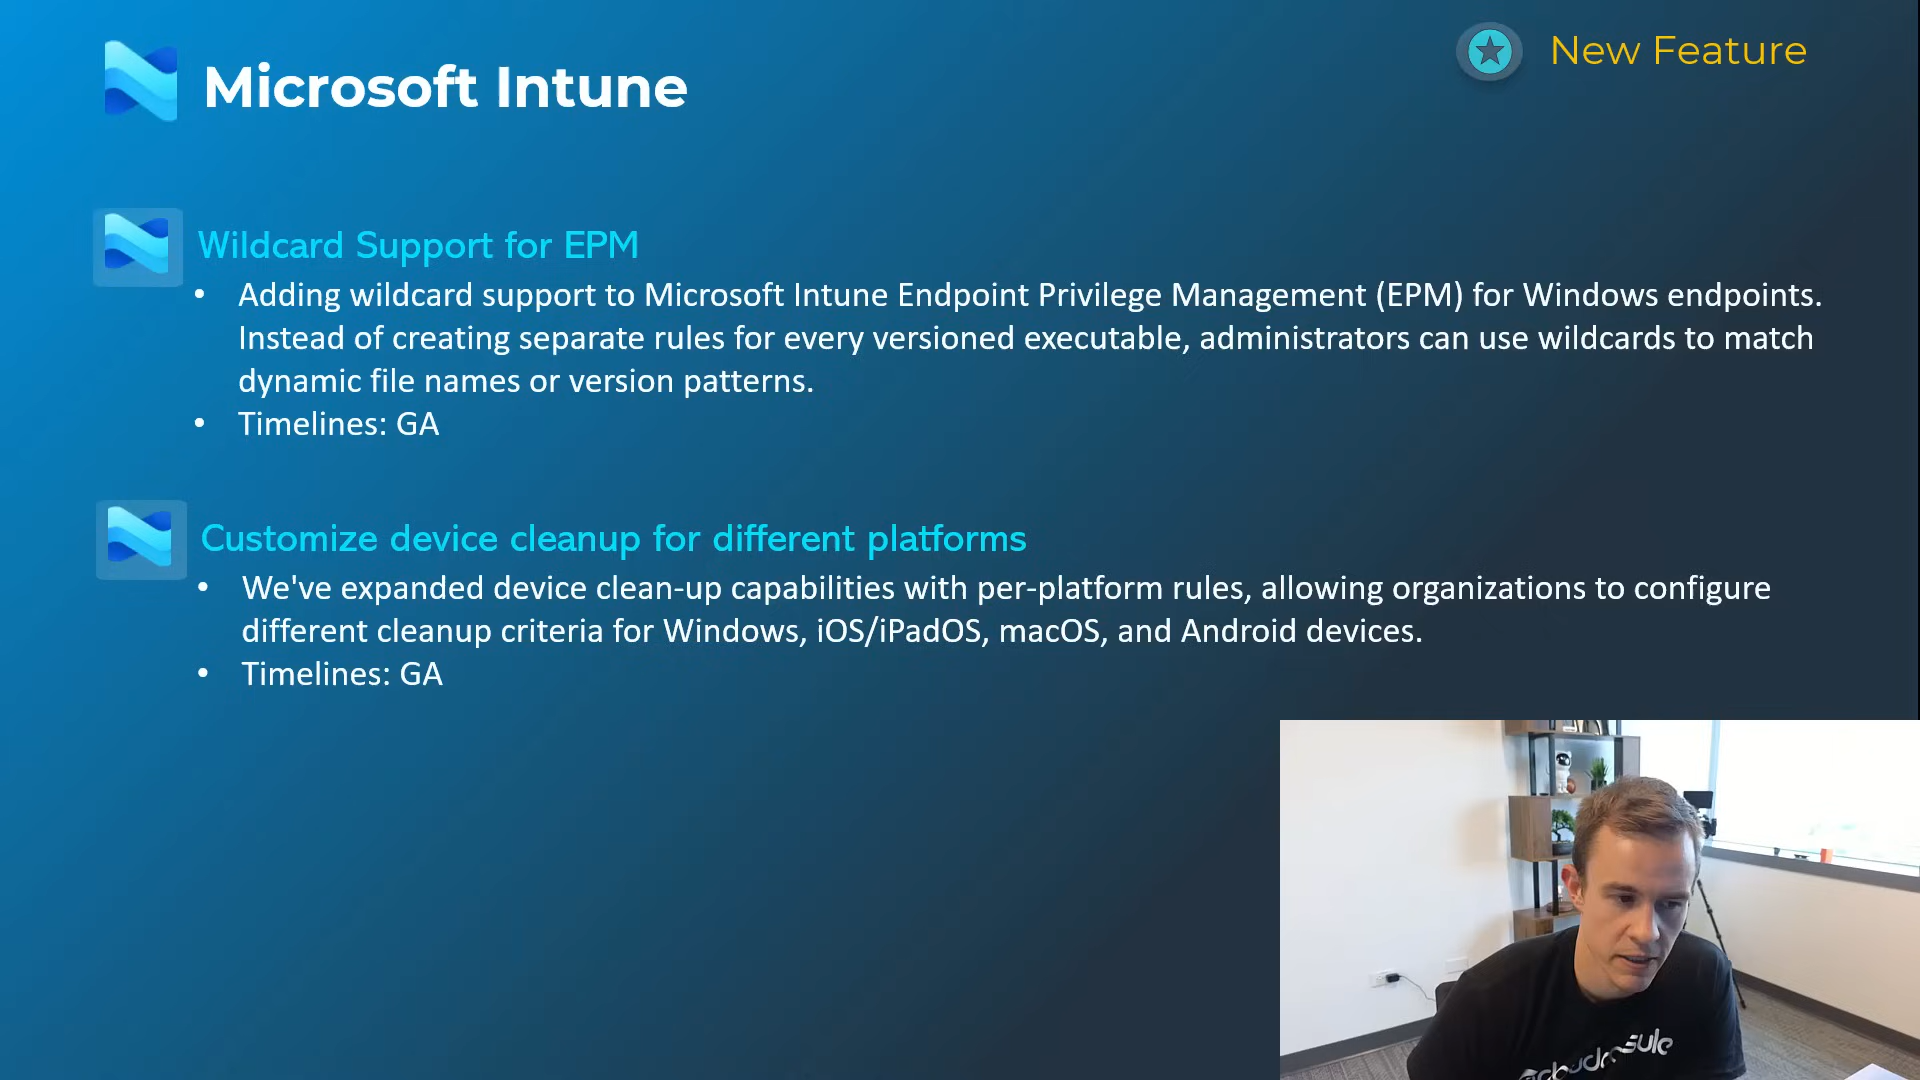 Microsoft Intune
New Feature
Wildcard Support for EPM
• Adding wildcard support to Microsoft Intune Endpoint Privilege Management (EPM) for Windows endpoints.
Instead of creating separate rules for every versioned executable, administrators can use wildcards to match
dynamic file names or version patterns.
• Timelines: GA
Customize device cleanup for different platforms
• We've expanded device clean-up capabilities with per-platform rules, allowing organizations to configure
different cleanup criteria for Windows, iOS/iPadOS, macOS, and Android devices.
• Timelines: GA